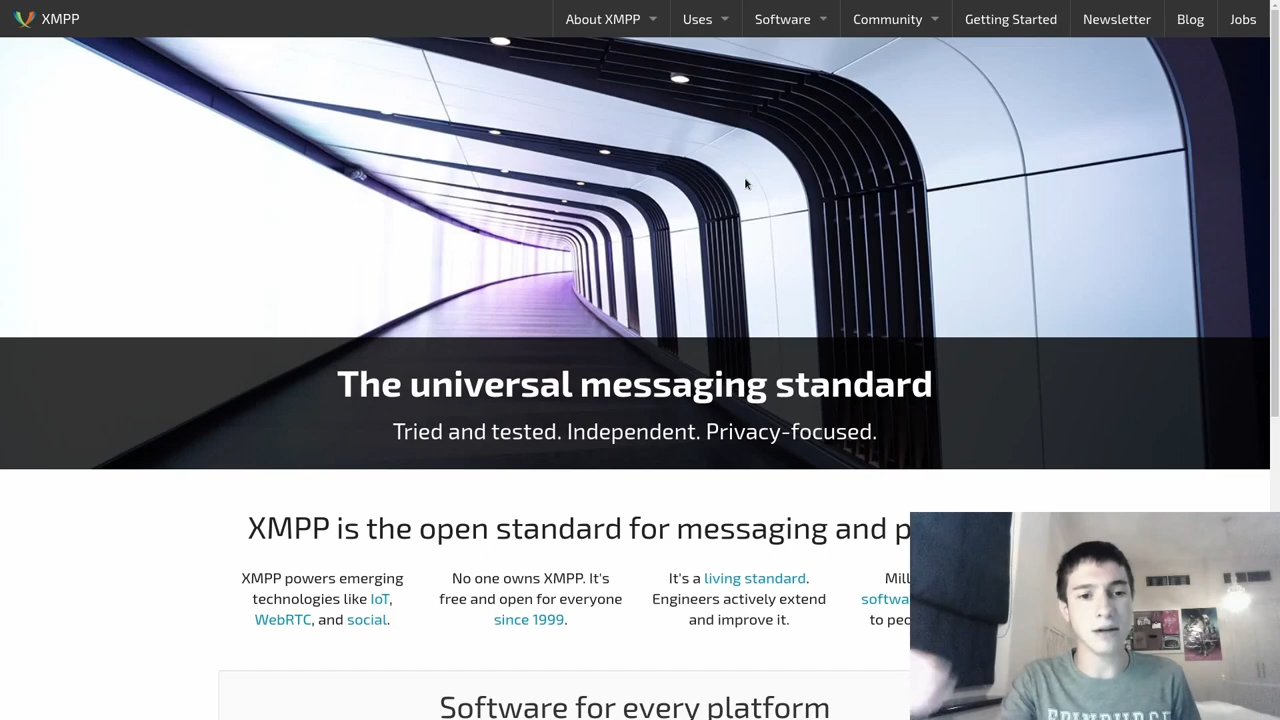 XMPP
About XMPP
Uses
Software
Community
Getting Started
Newsletter
Blog
Jobs
The universal messaging standard
Tried and tested. Independent. Privacy-focused.
XMPP is the open standard for messaging and p
XMPP powers emerging
technologies like IoT,
WebRTC, and social.
No one owns XMPP. It's
free and open for everyone
since 1999.
It's a living standard.
Engineers actively extend
and improve it.
Mill
softwa
to peo
Software for every platform
EDINBURGH